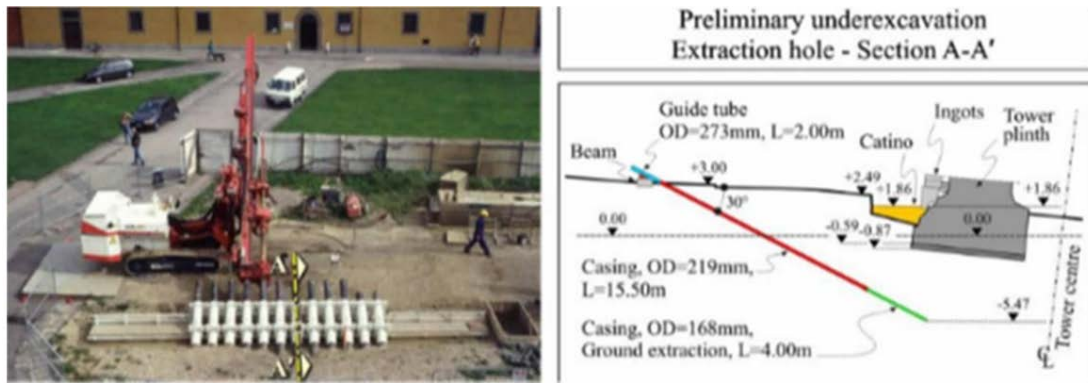 A'
A'
Preliminary underexcavation
Extraction hole - Section A-A'
Guide tube
OD=273mm, L=2.00m
Beam
Ingots
Tower
plinth
Catino
+3.00
+2.49
+1.86
+1.86
30°
0.00
0.00
-0.59
-0.87
Casing, OD=219mm,
L=15.50m
-5.47
Casing, OD=168mm,
Ground extraction, L=4.00m
Tower centre
℄